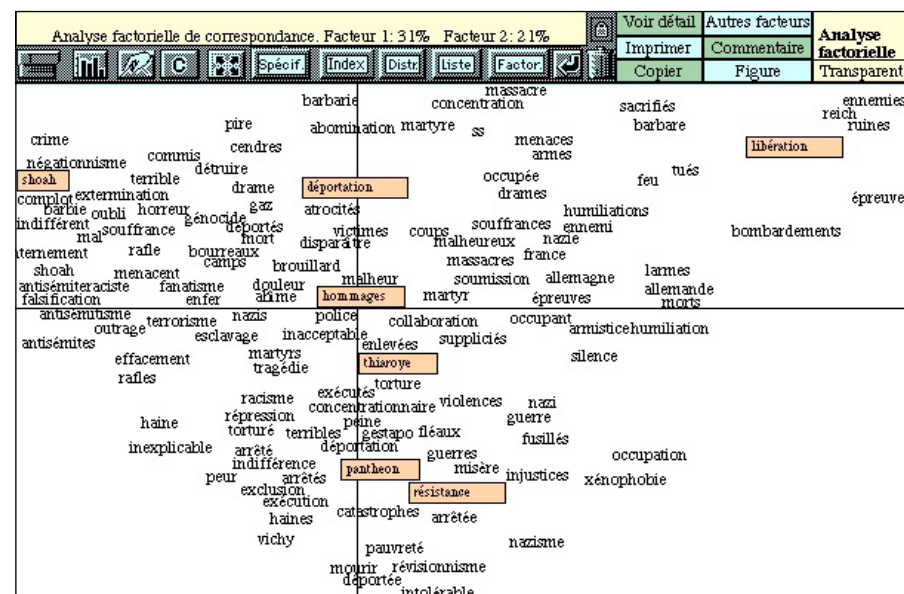 Analyse factorielle de correspondance. Facteur 1: 31% Facteur 2: 21%
Voir détail Autres facteurs Analyse factorielle
Imprimer Commentaire
Copier Figure Transparent
C Spécif. Index Distr. Liste Factor.
massacre
barbarie concentration sacrifiés ennemies
reich
pire abomination martyre ss barbare ruines
crime cendres menaces libération
négationnisme commis armes
shoah terrible détruire déportation occupée feu tués
complot extermination drame drames épreuve
barbie oubli horreur gaz atrocités humiliations
indifférent souffrance génocide déportés victimes coups souffrances ennemi bombardements
mal rafle mort disparaître malheureux nazie
nternement bourreaux massacres france
shoah menacent camps brouillard malheur soumission allemagne larmes
antisémite raciste fanatisme douleur allemande
falsification enfer abîme hommages martyr épreuves morts
antisémitisme terrorisme nazis police collaboration occupant
outrage esclavage inacceptable enlevées suppliciés armistice humiliation
antisémites
effacement martyrs thiaroye silence
rafles tragédie torture
racisme exécutés violences nazi
haine répression concentrationnaire guerre
torturé terribles peine gestapo fléaux fusillés
inexplicable arrêté déportation guerres occupation
indifférence pantheon misère injustices
peur arrêtés xénophobie
exclusion résistance
exécution
haines catastrophes arrêtée
vichy pauvreté nazisme
mourir révisionnisme
déportée
intolérable